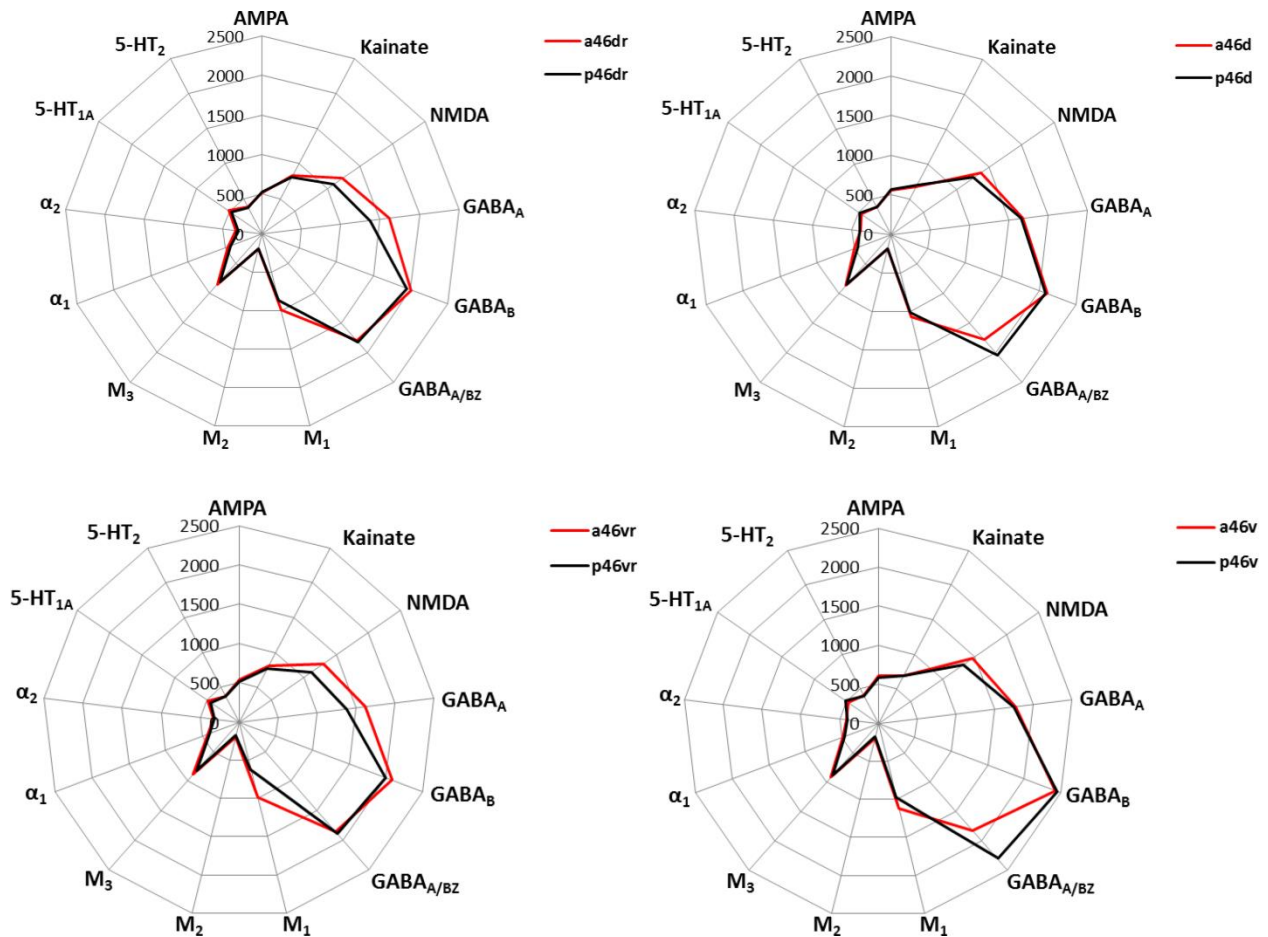 AMPA
Kainate
NMDA
GABAA
GABAB
GABAA/BZ
M1
M2
M3
α1
α2
5-HT1A
5-HT2
2500
2000
1500
1000
500
0
a46dr
p46dr
AMPA
Kainate
NMDA
GABAA
GABAB
GABAA/BZ
M1
M2
M3
α1
α2
5-HT1A
5-HT2
2500
2000
1500
1000
500
0
a46d
p46d
AMPA
Kainate
NMDA
GABAA
GABAB
GABAA/BZ
M1
M2
M3
α1
α2
5-HT1A
5-HT2
2500
2000
1500
1000
500
0
a46vr
p46vr
AMPA
Kainate
NMDA
GABAA
GABAB
GABAA/BZ
M1
M2
M3
α1
α2
5-HT1A
5-HT2
2500
2000
1500
1000
500
0
a46v
p46v